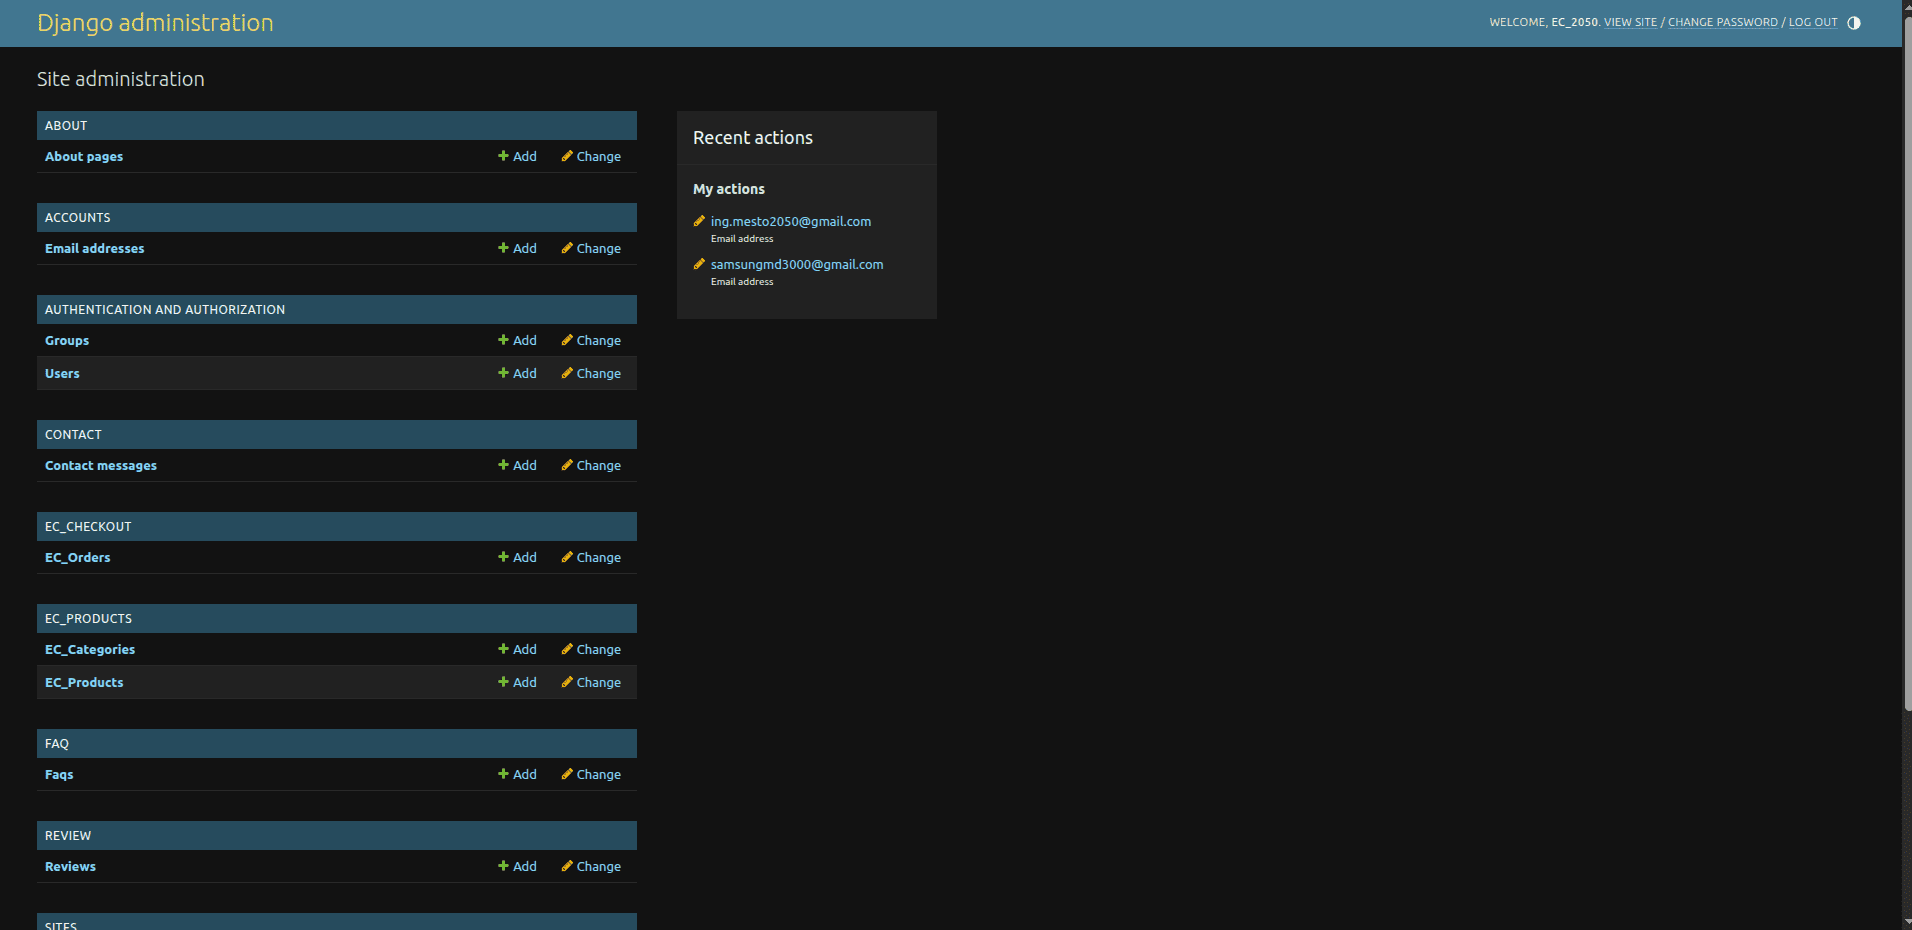 Django administration
WELCOME, EC_2050. VIEW SITE / CHANGE PASSWORD / LOG OUT
Site administration
ABOUT
About pages Add Change
ACCOUNTS
Email addresses Add Change
AUTHENTICATION AND AUTHORIZATION
Groups Add Change
Users Add Change
CONTACT
Contact messages Add Change
EC_CHECKOUT
EC_Orders Add Change
EC_PRODUCTS
EC_Categories Add Change
EC_Products Add Change
FAQ
Faqs Add Change
REVIEW
Reviews Add Change
SITES
Recent actions
My actions
ing.mesto2050@gmail.com
Email address
samsungmd3000@gmail.com
Email address